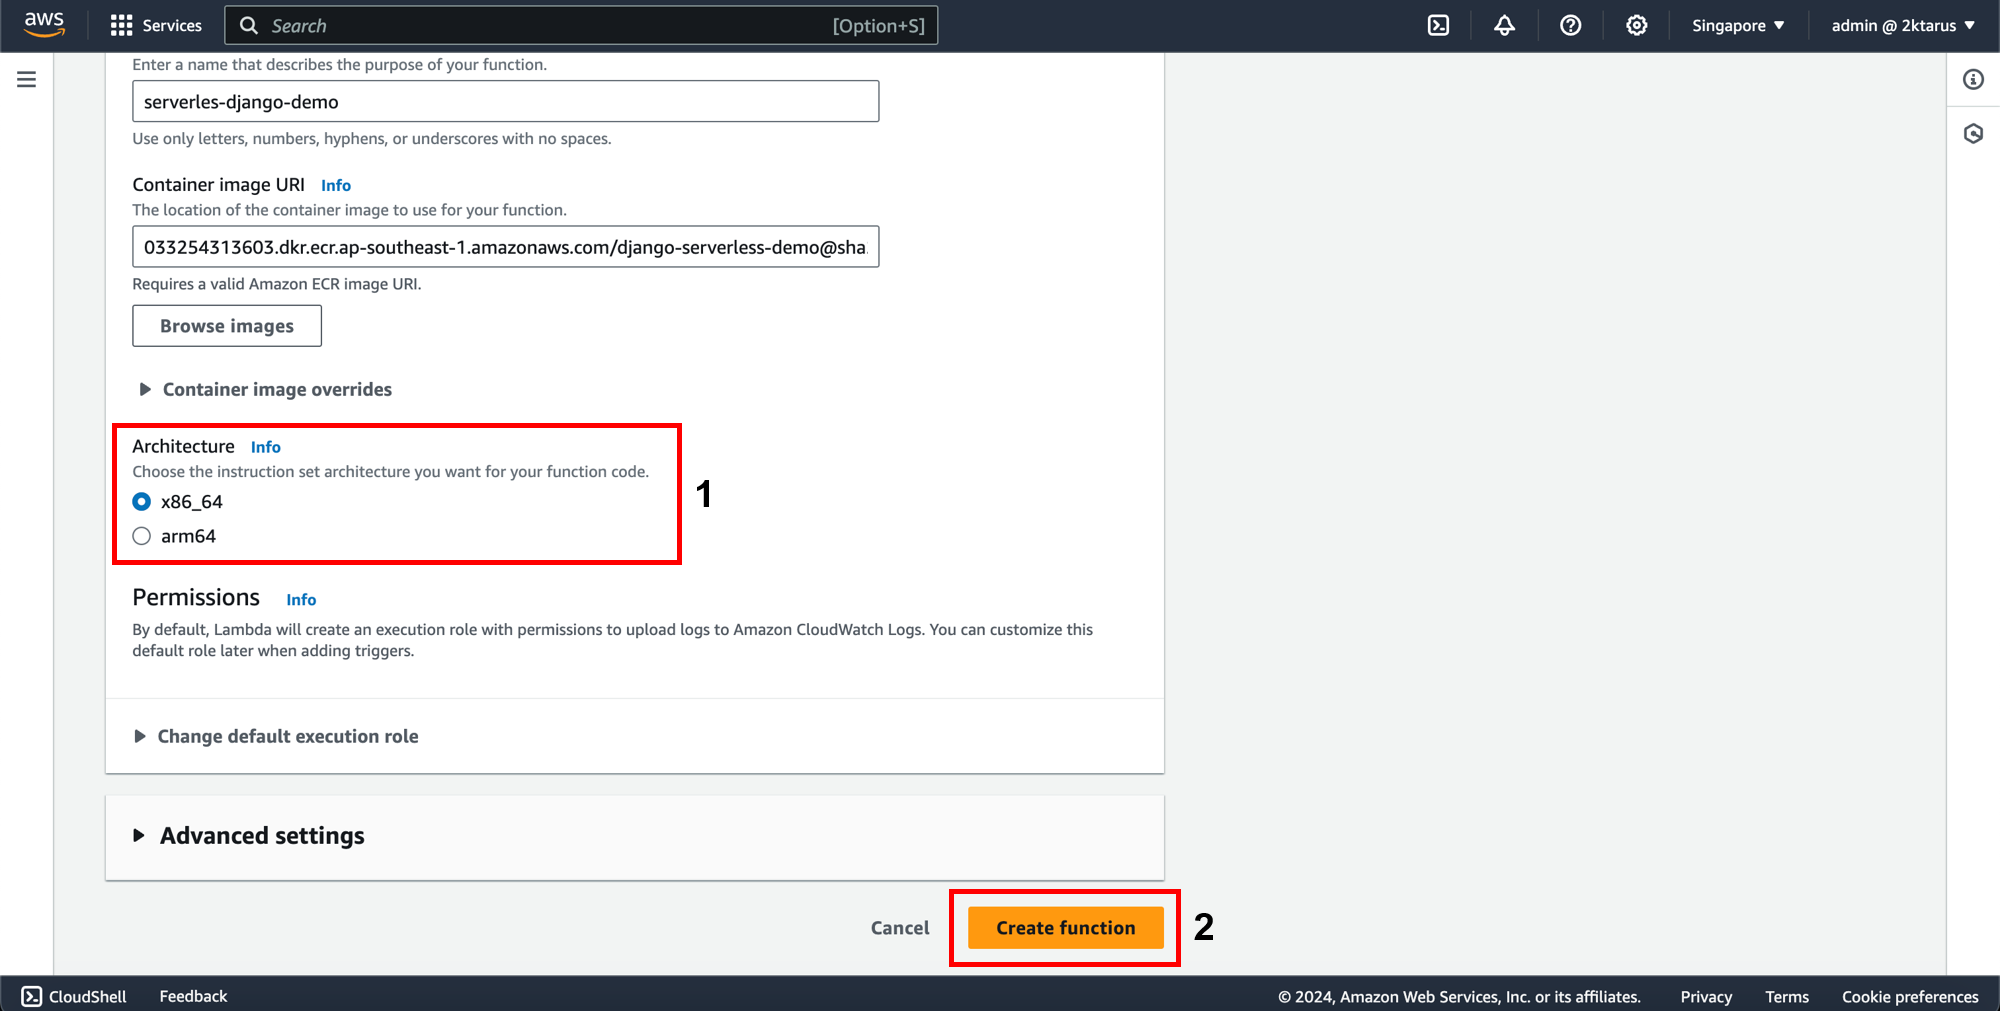 aws
Services
Search
[Option+S]
Singapore
admin @ 2ktarus
Enter a name that describes the purpose of your function.
serverles-django-demo
Use only letters, numbers, hyphens, or underscores with no spaces.
Container image URI Info
The location of the container image to use for your function.
033254313603.dkr.ecr.ap-southeast-1.amazonaws.com/django-serverless-demo@sha
Requires a valid Amazon ECR image URI.
Browse images
Container image overrides
Architecture Info
Choose the instruction set architecture you want for your function code.
x86_64
arm64
1
Permissions Info
By default, Lambda will create an execution role with permissions to upload logs to Amazon CloudWatch Logs. You can customize this
default role later when adding triggers.
Change default execution role
Advanced settings
Cancel
Create function
2
CloudShell
Feedback
© 2024, Amazon Web Services, Inc. or its affiliates.
Privacy
Terms
Cookie preferences